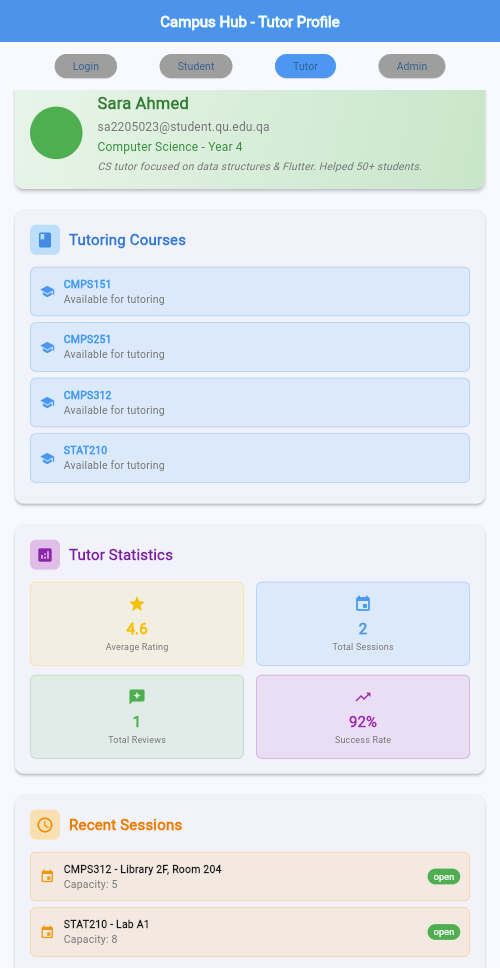 Campus Hub - Tutor Profile
Login
Student
Tutor
Admin
Sara Ahmed
sa2205023@student.qu.edu.qa
Computer Science - Year 4
CS tutor focused on data structures & Flutter. Helped 50+ students.
Tutoring Courses
CMPS151
Available for tutoring
CMPS251
Available for tutoring
CMPS312
Available for tutoring
STAT210
Available for tutoring
Tutor Statistics
4.6
Average Rating
2
Total Sessions
1
Total Reviews
92%
Success Rate
Recent Sessions
CMPS312 - Library 2F, Room 204
Capacity: 5
open
STAT210 - Lab A1
Capacity: 8
open